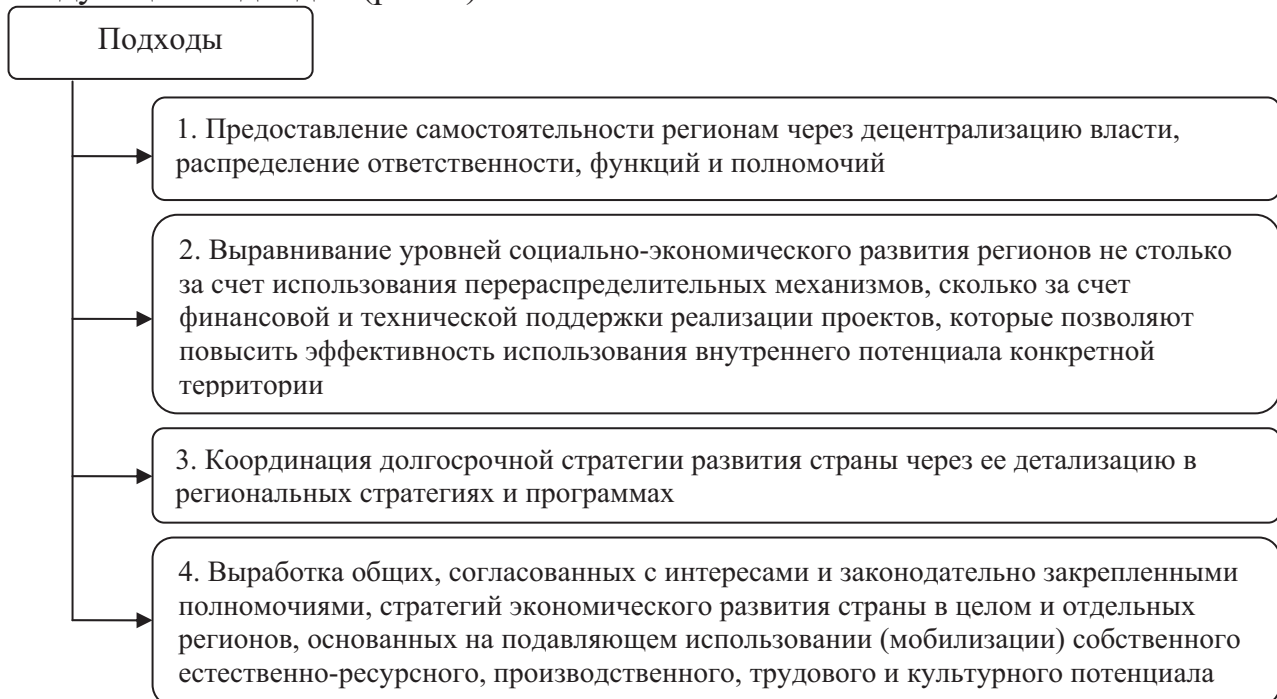 Подходы
1. Предоставление самостоятельности регионам через децентрализацию власти,
распределение ответственности, функций и полномочий
2. Выравнивание уровней социально-экономического развития регионов не столько
за счет использования перераспределительных механизмов, сколько за счет
финансовой и технической поддержки реализации проектов, которые позволяют
повысить эффективность использования внутреннего потенциала конкретной
территории
3. Координация долгосрочной стратегии развития страны через ее детализацию в
региональных стратегиях и программах
4. Выработка общих, согласованных с интересами и законодательно закрепленными
полномочиями, стратегий экономического развития страны в целом и отдельных
регионов, основанных на подавляющем использовании (мобилизации) собственного
естественно-ресурсного, производственного, трудового и культурного потенциала